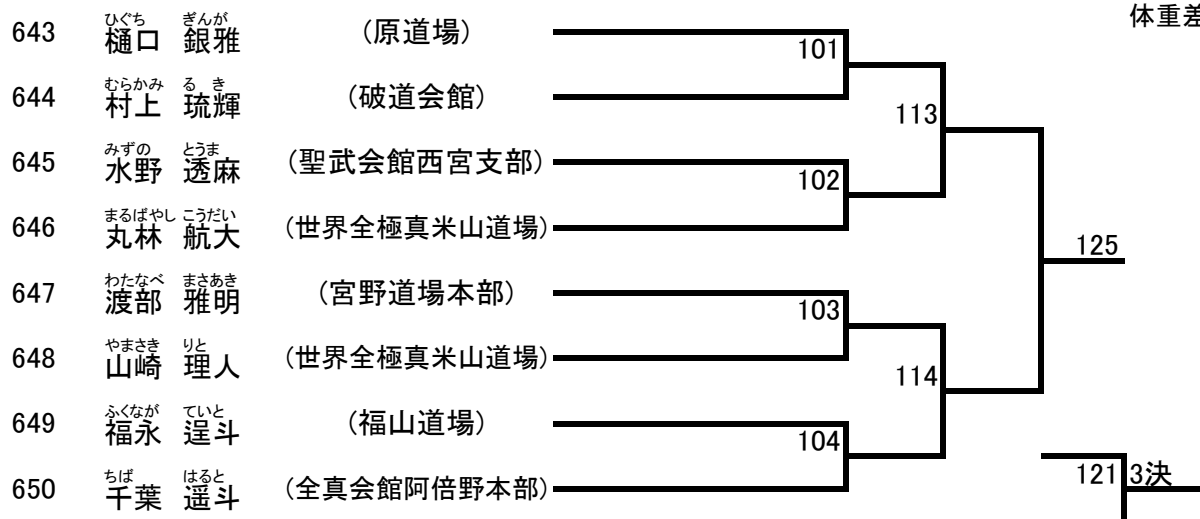 体重差
643 樋口 銀雅 (原道場)
ひぐち ぎんが
101
644 村上 琉輝 (破道会館)
むらかみ る き
113
645 水野 透麻 (聖武会館西宮支部)
みずの とうま
102
646 丸林 航大 (世界全極真米山道場)
まるばやし こうだい
125
647 渡部 雅明 (宮野道場本部)
わたなべ まさあき
103
648 山崎 理人 (世界全極真米山道場)
やまさき りと
114
649 福永 逞斗 (福山道場)
ふくなが ていと
104
650 千葉 遥斗 (全真会館阿倍野本部)
ちば はると
121 3決